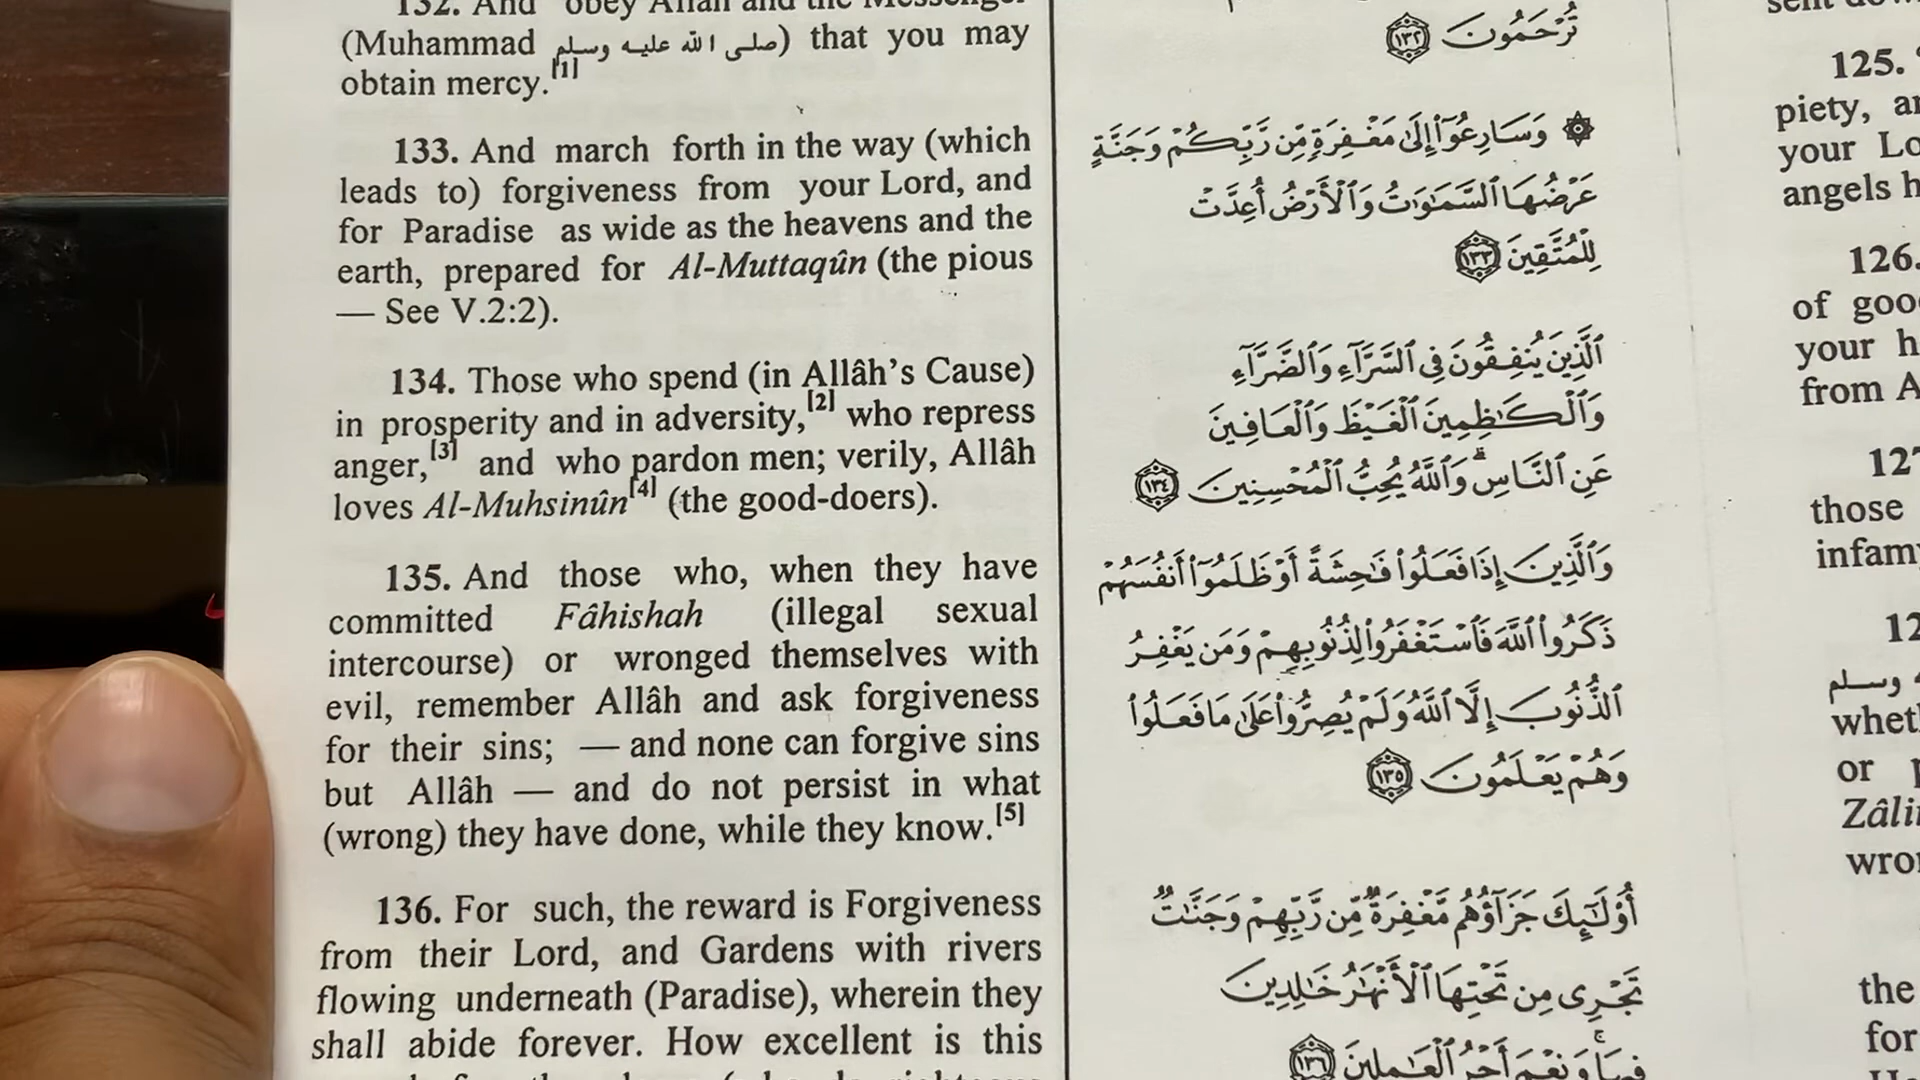 132. And obey Allâh and the Messenger
(Muhammad صلى الله عليه وسلم) that you may
obtain mercy.[1]
133. And march forth in the way (which
leads to) forgiveness from your Lord, and
for Paradise as wide as the heavens and the
earth, prepared for Al-Muttaqûn (the pious
— See V.2:2).
134. Those who spend (in Allâh's Cause)
in prosperity and in adversity,[2] who repress
anger,[3] and who pardon men; verily, Allâh
loves Al-Muhsinûn[4] (the good-doers).
135. And those who, when they have
committed Fâhishah (illegal sexual
intercourse) or wronged themselves with
evil, remember Allâh and ask forgiveness
for their sins; — and none can forgive sins
but Allâh — and do not persist in what
(wrong) they have done, while they know.[5]
136. For such, the reward is Forgiveness
from their Lord, and Gardens with rivers
flowing underneath (Paradise), wherein they
shall abide forever. How excellent is this
تُرْحَمُونَ ١٣٢
۞ وَسَارِعُوٓا۟ إِلَىٰ مَغْفِرَةٍ مِّن رَّبِّكُمْ وَجَنَّةٍ
عَرْضُهَا ٱلسَّمَٰوَٰتُ وَٱلْأَرْضُ أُعِدَّتْ
لِلْمُتَّقِينَ ١٣٣
ٱلَّذِينَ يُنفِقُونَ فِى ٱلسَّرَّآءِ وَٱلضَّرَّآءِ
وَٱلْكَٰظِمِينَ ٱلْغَيْظَ وَٱلْعَافِينَ
عَنِ ٱلنَّاسِ ۗ وَٱللَّهُ يُحِبُّ ٱلْمُحْسِنِينَ ١٣٤
وَٱلَّذِينَ إِذَا فَعَلُوا۟ فَٰحِشَةً أَوْ ظَلَمُوٓا۟ أَنفُسَهُمْ
ذَكَرُوا۟ ٱللَّهَ فَٱسْتَغْفَرُوا۟ لِذُنُوبِهِمْ وَمَن يَغْفِرُ
ٱلذُّنُوبَ إِلَّا ٱللَّهُ وَلَمْ يُصِرُّوا۟ عَلَىٰ مَا فَعَلُوا۟
وَهُمْ يَعْلَمُونَ ١٣٥
أُو۟لَٰٓئِكَ جَزَآؤُهُم مَّغْفِرَةٌ مِّن رَّبِّهِمْ وَجَنَّٰتٌ
تَجْرِى مِن تَحْتِهَا ٱلْأَنْهَٰرُ خَٰلِدِينَ
فِيهَا ۚ وَنِعْمَ أَجْرُ ٱلْعَٰمِلِينَ ١٣٦
125.
piety,
your
angels
126.
of
your
from
those
وسلم
or
the
for